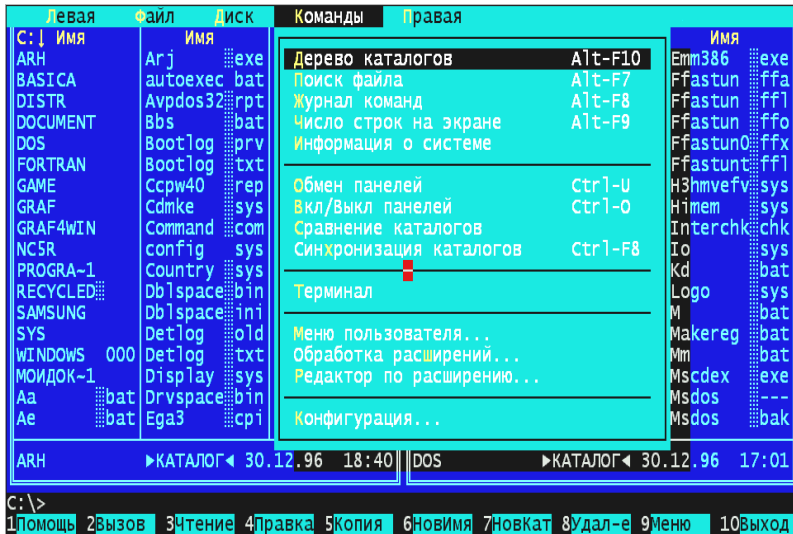 Левая Файл Диск Команды Правая
C:↓ Имя Имя Имя
ARH Arj ⁝exe Дерево каталогов Alt-F10 Emm386 exe
BASICA autoexec bat Поиск файла Alt-F7 Ffastun ffa
DISTR Avpdos32 rpt Журнал команд Alt-F8 Ffastun ffl
DOCUMENT Bbs bat Число строк на экране Alt-F9 Ffastun ffo
DOS Bootlog prv Информация о системе Ffastun0 ffx
FORTRAN Bootlog txt Ffastunt ffl
GAME Ccpw40 rep Обмен панелей Ctrl-U H3hmvefv sys
GRAF Cdmke sys Вкл/Выкл панелей Ctrl-O Himem sys
GRAF4WIN Command com Сравнение каталогов Interchk chk
NC5R config sys Синхронизация каталогов Ctrl-F8 Io sys
PROGRA~1 Country sys Kd bat
RECYCLED Dblspace bin Терминал Logo sys
SAMSUNG Dblspace ini M bat
SYS Detlog old Меню пользователя... Makereg bat
WINDOWS 000 Detlog txt Обработка расширений... Mm bat
МОИДОК~1 Display sys Редактор по расширению... Mscdex exe
Aa bat Drvspace bin Msdos ---
Ae bat Ega3 cpi Конфигурация... Msdos bak
ARH ►КАТАЛОГ◄ 30.12.96 18:40 DOS ►КАТАЛОГ◄ 30.12.96 17:01
C:\>
1Помощь 2Вызов 3Чтение 4Правка 5Копия 6НовИмя 7НовКат 8Удал-е 9Меню 10Выход